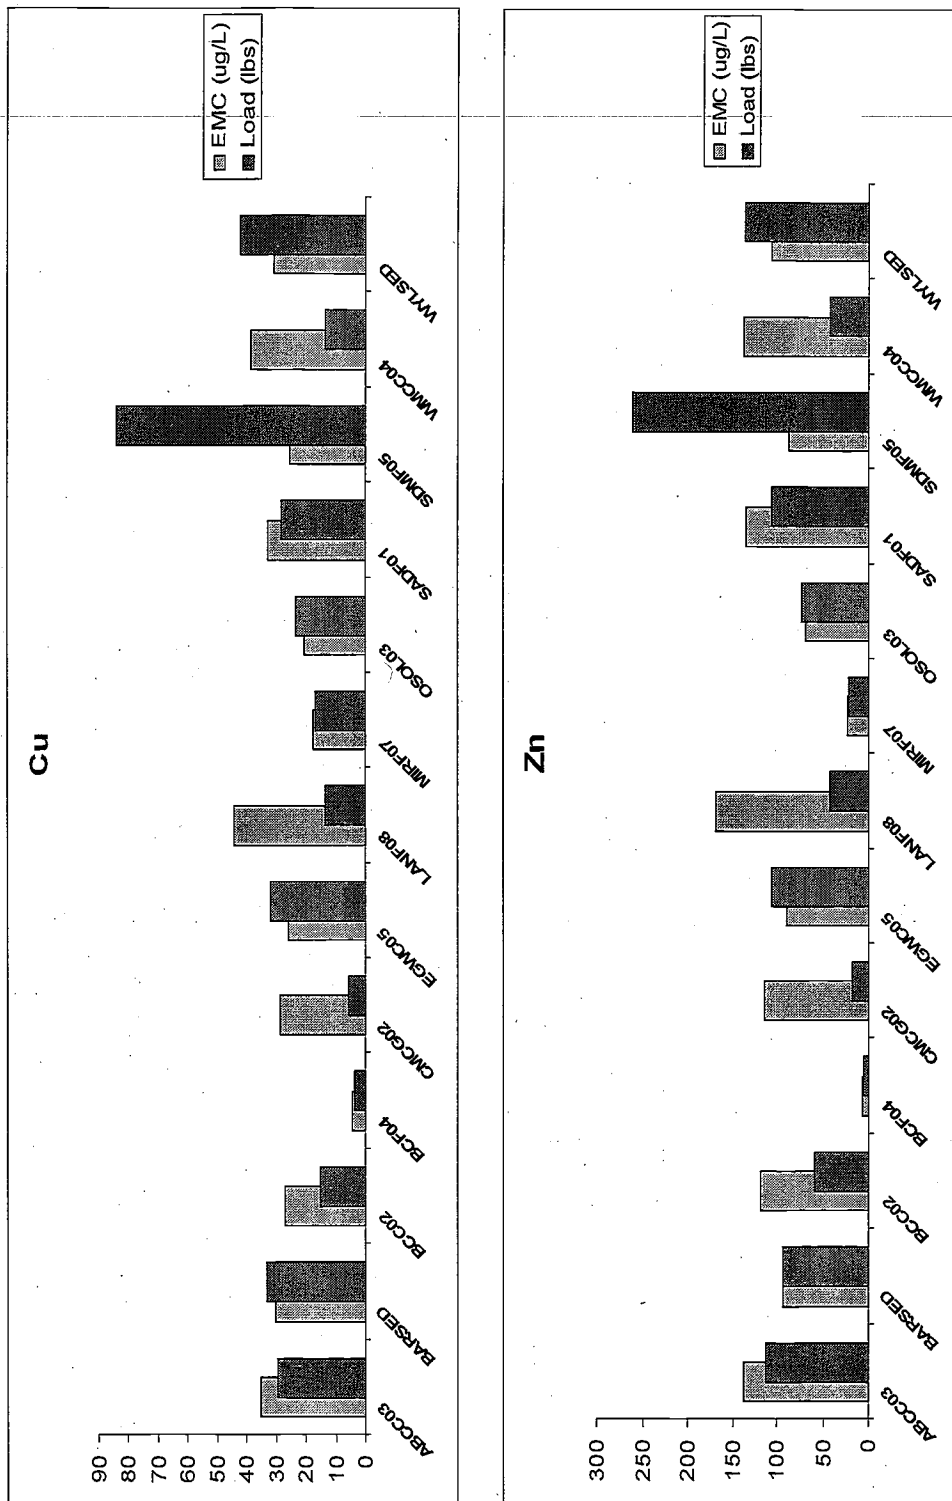 Cu
EMC (ug/L)
Load (lbs)
90
80
70
60
50
40
30
20
10
0
ABCC03
BARSED
BCC02
BCF04
CMCG02
EGWC05
LANF08
MIRF07
OSOL03
SADF01
SDMF05
WMCC04
WYLSED
Zn
EMC (ug/L)
Load (lbs)
300
250
200
150
100
50
0
ABCC03
BARSED
BCC02
BCF04
CMCG02
EGWC05
LANF08
MIRF07
OSOL03
SADF01
SDMF05
WMCC04
WYLSED